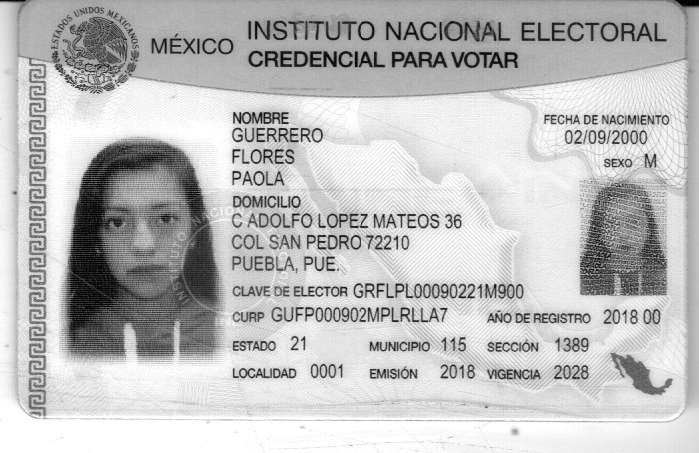 ESTADOS UNIDOS MEXICANOS
MÉXICO
INSTITUTO NACIONAL ELECTORAL
CREDENCIAL PARA VOTAR
NOMBRE
GUERRERO
FLORES
PAOLA
FECHA DE NACIMIENTO
02/09/2000
SEXO M
DOMICILIO
C ADOLFO LOPEZ MATEOS 36
COL SAN PEDRO 72210
PUEBLA, PUE.
CLAVE DE ELECTOR GRFLPL00090221M900
CURP GUFP000902MPLRLLA7 AÑO DE REGISTRO 2018 00
ESTADO 21 MUNICIPIO 115 SECCIÓN 1389
LOCALIDAD 0001 EMISIÓN 2018 VIGENCIA 2028